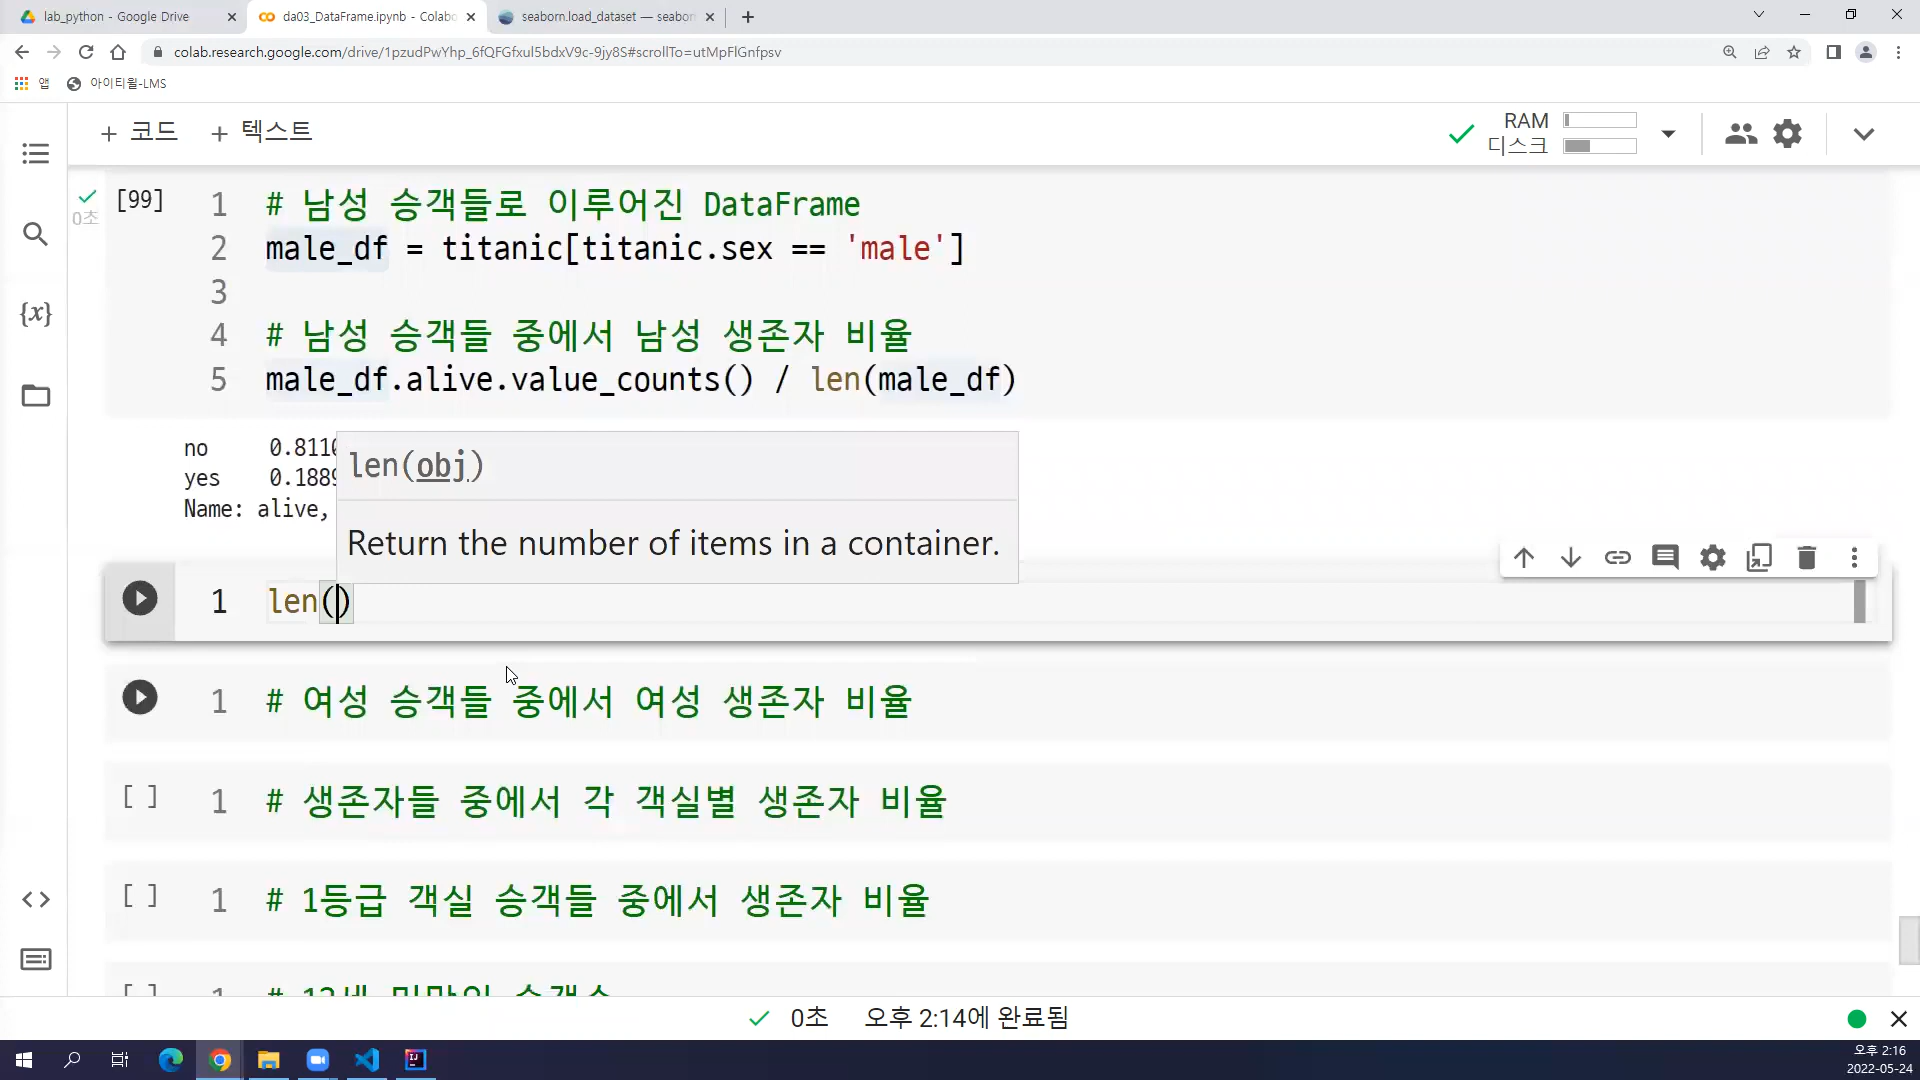 lab_python - Google Drive
da03_DataFrame.ipynb - Colabo
seaborn.load_dataset — seabor
colab.research.google.com/drive/1pzudPwYhp_6fQFGfxul5bdxV9c-9jy8S#scrollTo=utMpFlGnfpsv
앱
아이티윌-LMS
+ 코드 + 텍스트
RAM
디스크
[99]
0초
1 # 남성 승객들로 이루어진 DataFrame
2 male_df = titanic[titanic.sex == 'male']
3
4 # 남성 승객들 중에서 남성 생존자 비율
5 male_df.alive.value_counts() / len(male_df)
no 0.811
yes 0.1889
Name: alive,
len(obj)
Return the number of items in a container.
1 len()
1 # 여성 승객들 중에서 여성 생존자 비율
[ ] 1 # 생존자들 중에서 각 객실별 생존자 비율
[ ] 1 # 1등급 객실 승객들 중에서 생존자 비율
0초 오후 2:14에 완료됨
오후 2:16
2022-05-24